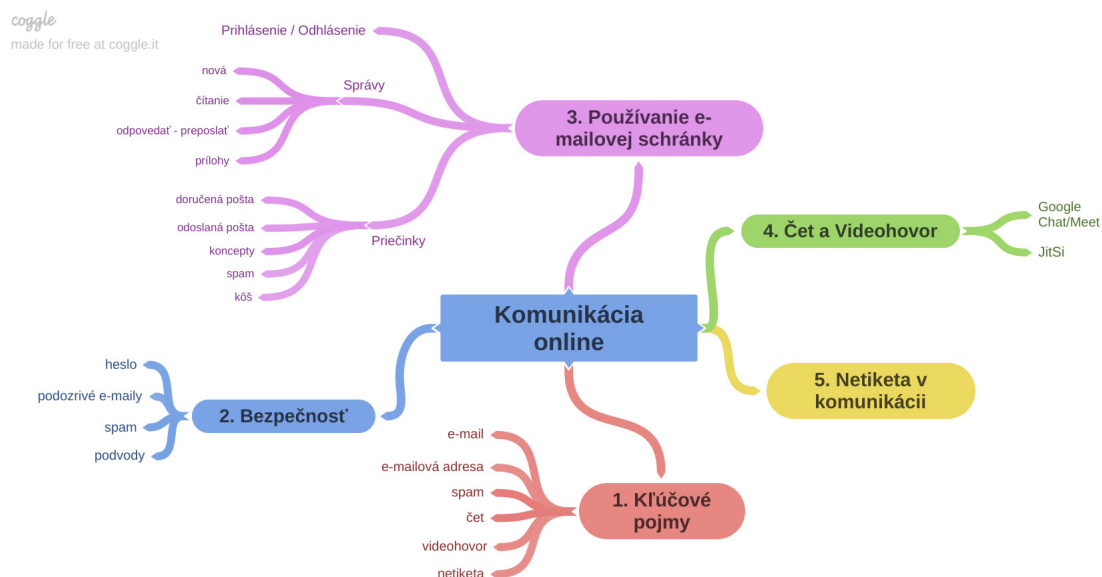 coggle
made for free at coggle.it
Prihlásenie / Odhlásenie
nová
čítanie
odpovedať - preposlať
prílohy
Správy
doručená pošta
odoslaná pošta
koncepty
spam
kôš
Priečinky
3. Používanie e-
mailovej schránky
4. Čet a Videohovor
Google
Chat/Meet
JitSi
Komunikácia
online
heslo
podozrivé e-maily
spam
podvody
2. Bezpečnosť
5. Netiketa v
komunikácii
e-mail
e-mailová adresa
spam
čet
videohovor
netiketa
1. Kľúčové
pojmy